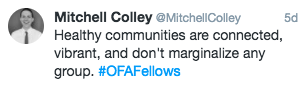 Mitchell Colley @MitchellColley 5d
Healthy communities are connected,
vibrant, and don't marginalize any
group. #OFAFellows